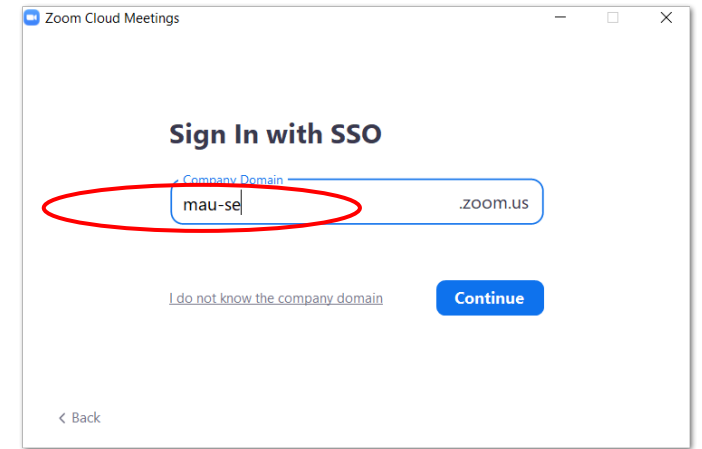 Zoom Cloud Meetings
Sign In with SSO
Company Domain
mau-se .zoom.us
I do not know the company domain Continue
< Back